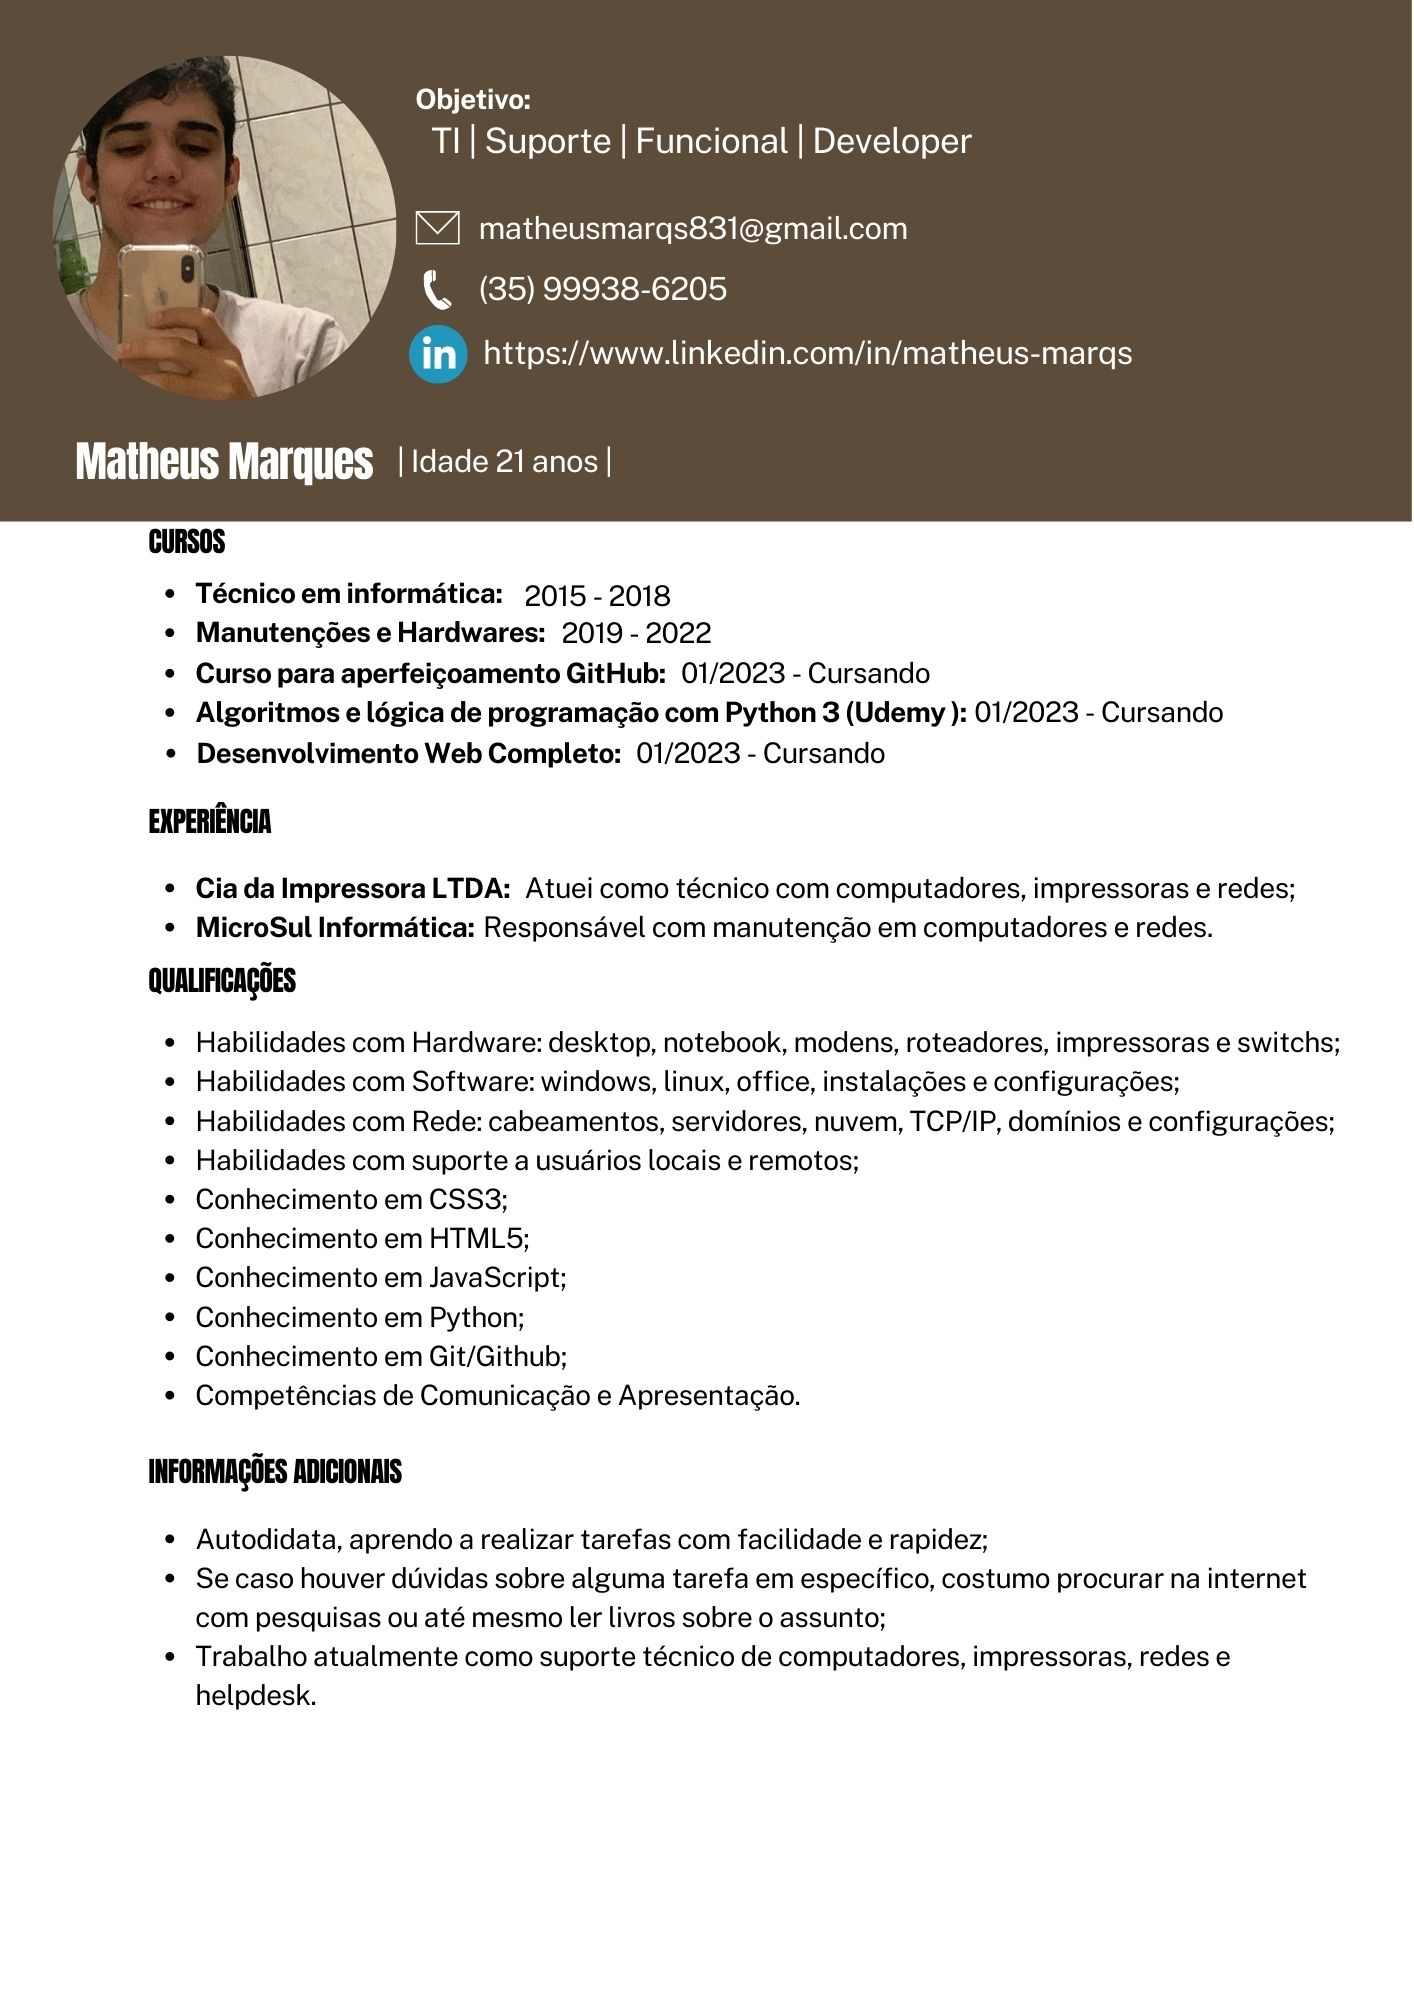 Objetivo:
TI | Suporte | Funcional | Developer
matheusmarqs831@gmail.com
(35) 99938-6205
in https://www.linkedin.com/in/matheus-marqs
Matheus Marques | Idade 21 anos |
CURSOS
• Técnico em informática: 2015 - 2018
• Manutenções e Hardwares: 2019 - 2022
• Curso para aperfeiçoamento GitHub: 01/2023 - Cursando
• Algoritmos e lógica de programação com Python 3 (Udemy ): 01/2023 - Cursando
• Desenvolvimento Web Completo: 01/2023 - Cursando
EXPERIÊNCIA
• Cia da Impressora LTDA: Atuei como técnico com computadores, impressoras e redes;
• MicroSul Informática: Responsável com manutenção em computadores e redes.
QUALIFICAÇÕES
• Habilidades com Hardware: desktop, notebook, modens, roteadores, impressoras e switchs;
• Habilidades com Software: windows, linux, office, instalações e configurações;
• Habilidades com Rede: cabeamentos, servidores, nuvem, TCP/IP, domínios e configurações;
• Habilidades com suporte a usuários locais e remotos;
• Conhecimento em CSS3;
• Conhecimento em HTML5;
• Conhecimento em JavaScript;
• Conhecimento em Python;
• Conhecimento em Git/Github;
• Competências de Comunicação e Apresentação.
INFORMAÇÕES ADICIONAIS
• Autodidata, aprendo a realizar tarefas com facilidade e rapidez;
• Se caso houver dúvidas sobre alguma tarefa em específico, costumo procurar na internet
com pesquisas ou até mesmo ler livros sobre o assunto;
• Trabalho atualmente como suporte técnico de computadores, impressoras, redes e
helpdesk.